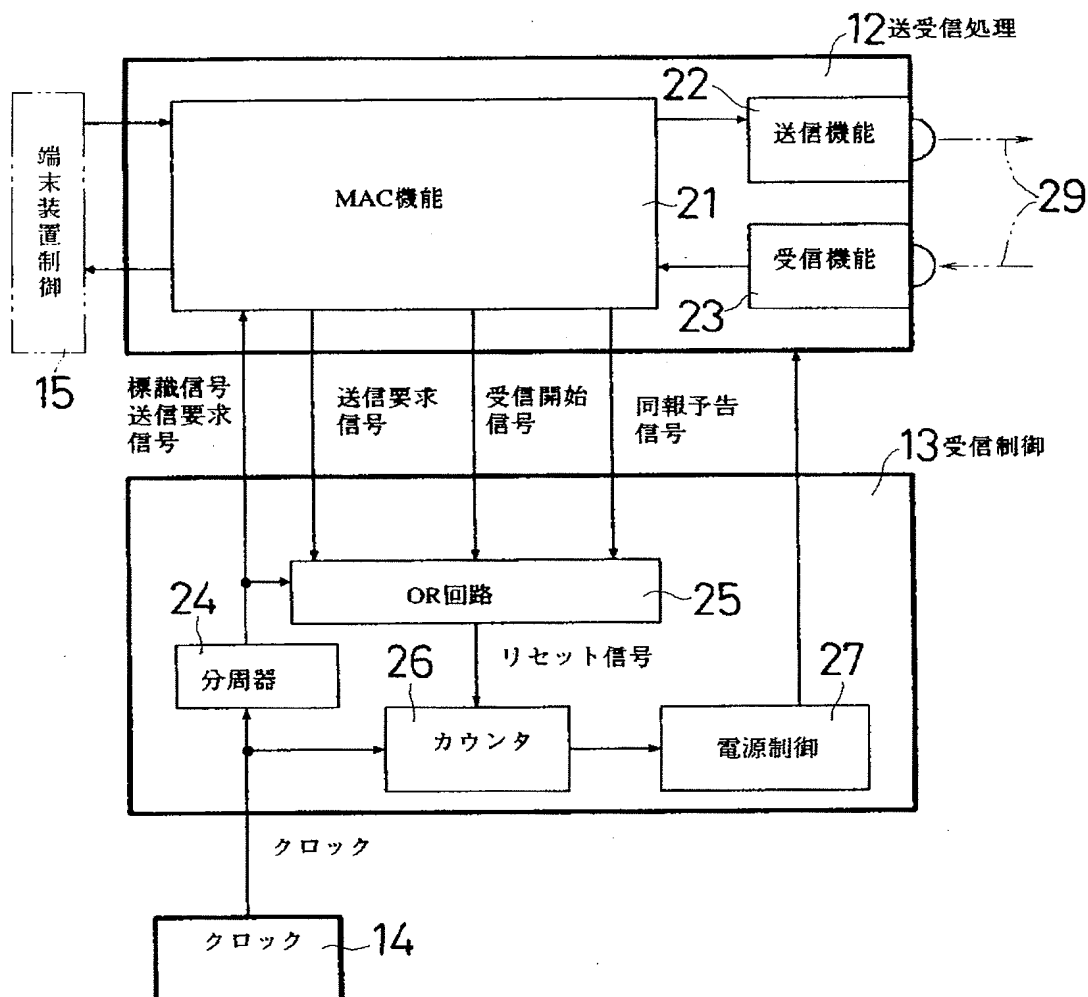 12 送受信処理
22
送信機能
端末装置制御
MAC機能
21
29
受信機能
23
15
標識信号
送信要求
信号
送信要求
信号
受信開始
信号
同報予告
信号
13 受信制御
OR回路
25
24
分周器
リセット信号
26
カウンタ
27
電源制御
クロック
クロック
14